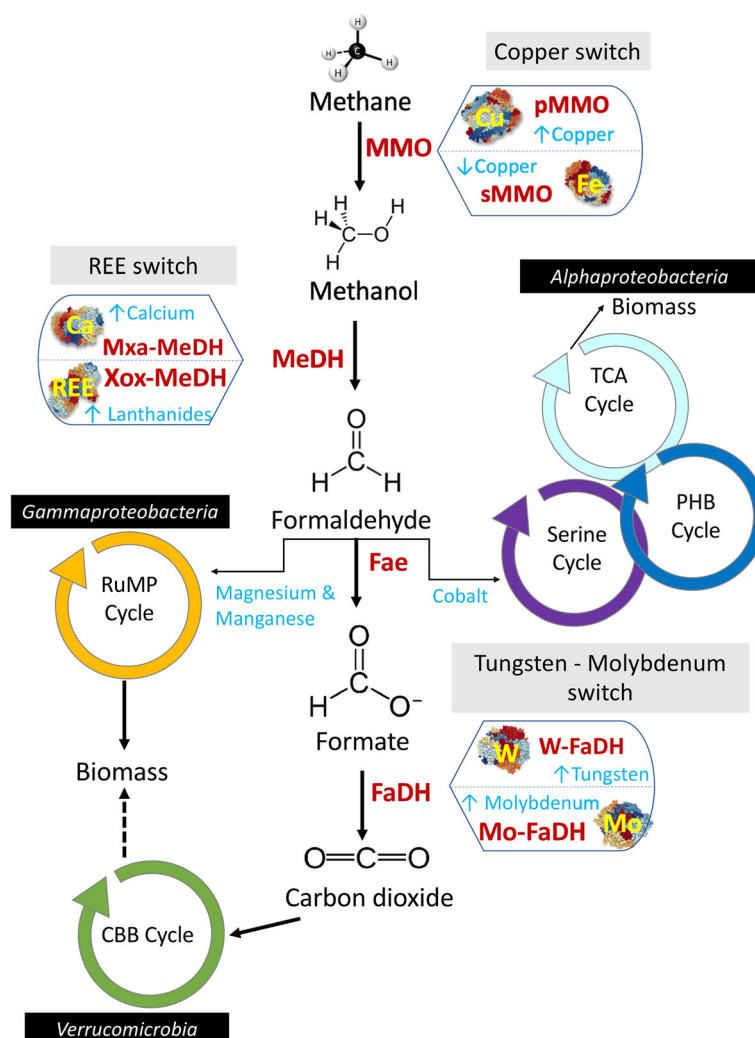 H
H
C
H
H
Methane
Copper switch
Cu
pMMO
↑Copper
MMO
↓Copper
sMMO
Fe
H
H
H
C
O
H
Methanol
REE switch
Ca
↑Calcium
Mxa-MeDH
REE
Xox-MeDH
↑ Lanthanides
MeDH
Alphaproteobacteria
Biomass
TCA
Cycle
PHB
Cycle
Serine
Cycle
O
H
C
H
Formaldehyde
Gammaproteobacteria
RuMP
Cycle
Fae
Magnesium &
Manganese
Cobalt
O
H
C
O⁻
Formate
Tungsten - Molybdenum
switch
W
W-FaDH
↑Tungsten
↑ Molybdenum
Mo-FaDH
Mo
FaDH
Biomass
O=C=O
Carbon dioxide
CBB Cycle
Verrucomicrobia